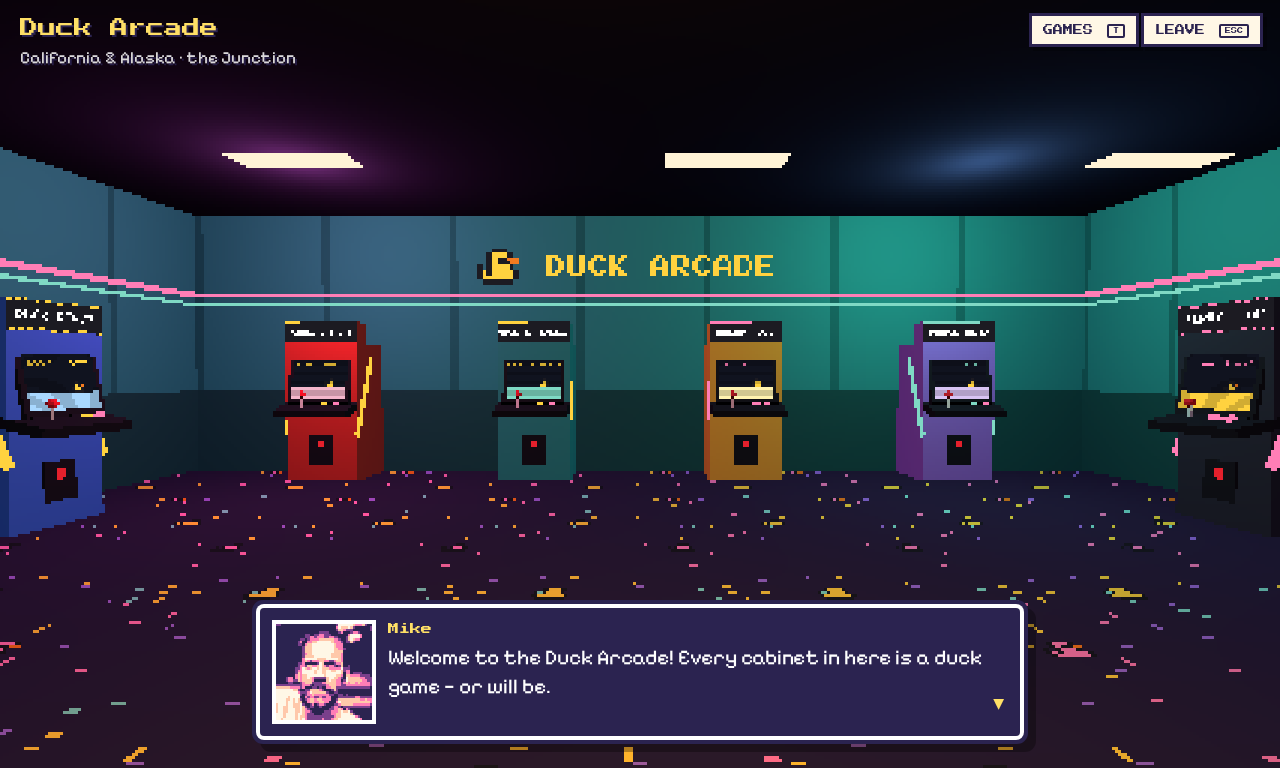 Duck Arcade
California & Alaska · the Junction
GAMES T
LEAVE ESC
DUCK ARCADE
Mike
Welcome to the Duck Arcade! Every cabinet in here is a duck
game – or will be.